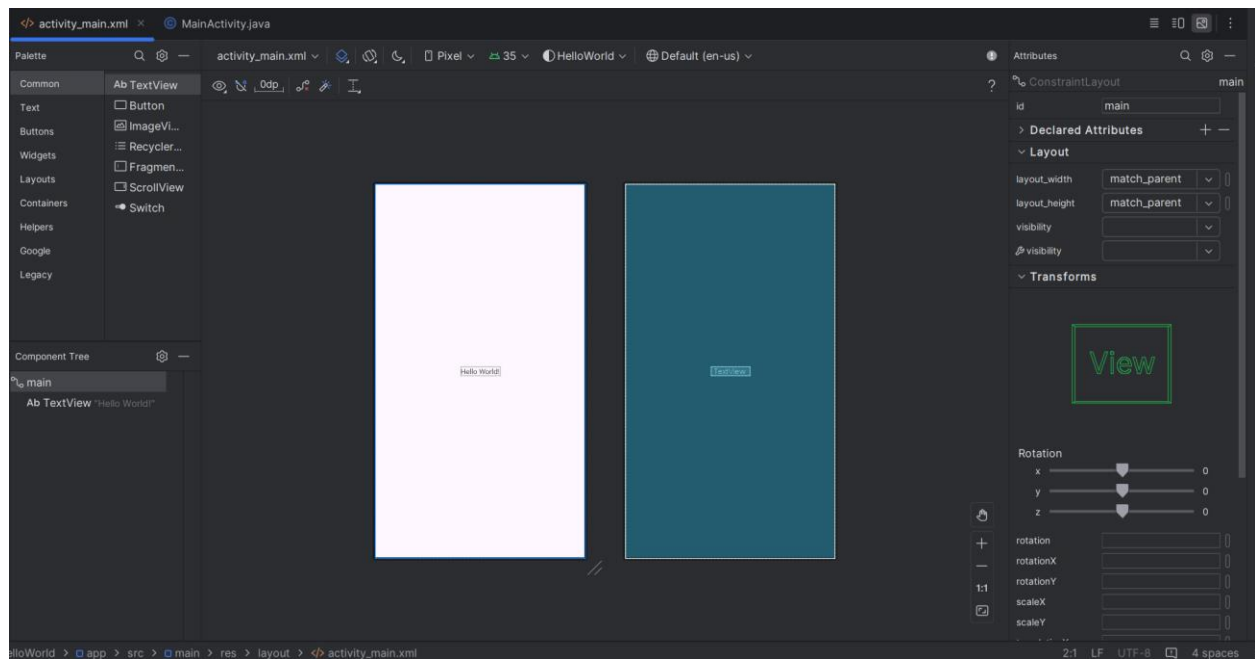 activity_main.xml
MainActivity.java
Palette
activity_main.xml
Pixel
35
HelloWorld
Default (en-us)
Attributes
Common
Text
Buttons
Widgets
Layouts
Containers
Helpers
Google
Legacy
Ab TextView
Button
ImageVi...
Recycler...
Fragmen...
ScrollView
Switch
0dp
?
ConstraintLayout
main
id
main
Declared Attributes
Layout
layout_width
match_parent
layout_height
match_parent
visibility
visibility
Transforms
View
Component Tree
main
Ab TextView "Hello World!"
Hello World!
TextView
Rotation
x
0
y
0
z
0
1:1
rotation
rotationX
rotationY
scaleX
scaleY
elloWorld > app > src > main > res > layout > activity_main.xml
2:1 LF UTF-8 4 spaces